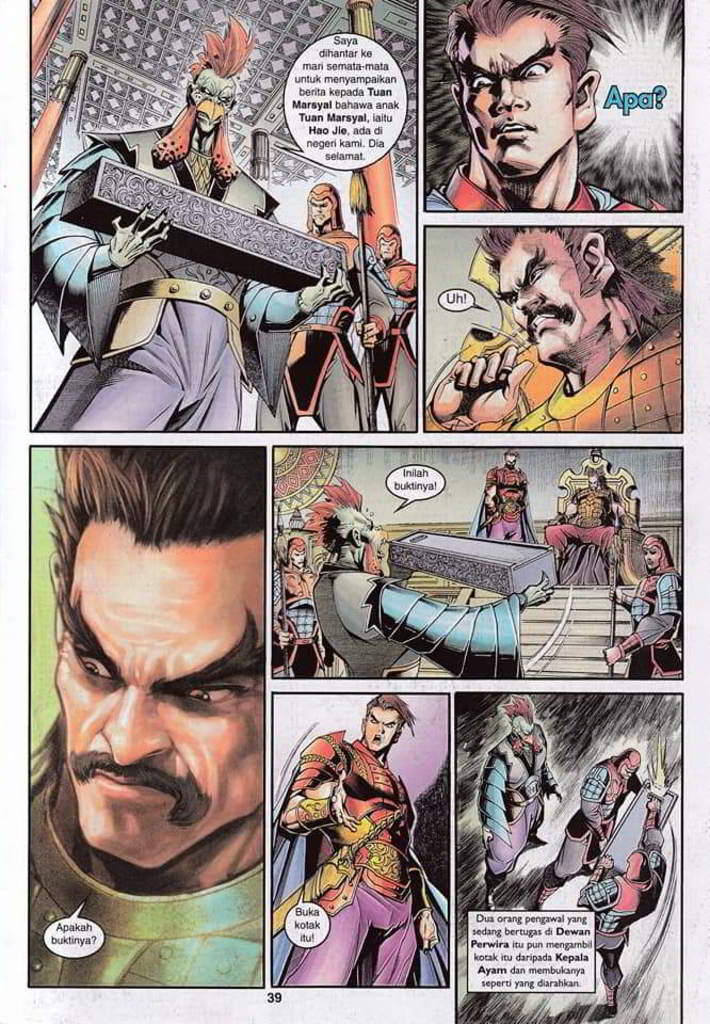 Saya
dihantar ke
mari semata-mata
untuk menyampaikan
berita kepada Tuan
Marsyal bahawa anak
Tuan Marsyal, iaitu
Hao Jie, ada di
negeri kami. Dia
selamat.
Apa?
Uh!
Apakah
buktinya?
Inilah
buktinya!
Buka
kotak
itu!
Dua orang pengawal yang
sedang bertugas di Dewan
Perwira itu pun mengambil
kotak itu daripada Kepala
Ayam dan membukanya
seperti yang diarahkan.
39